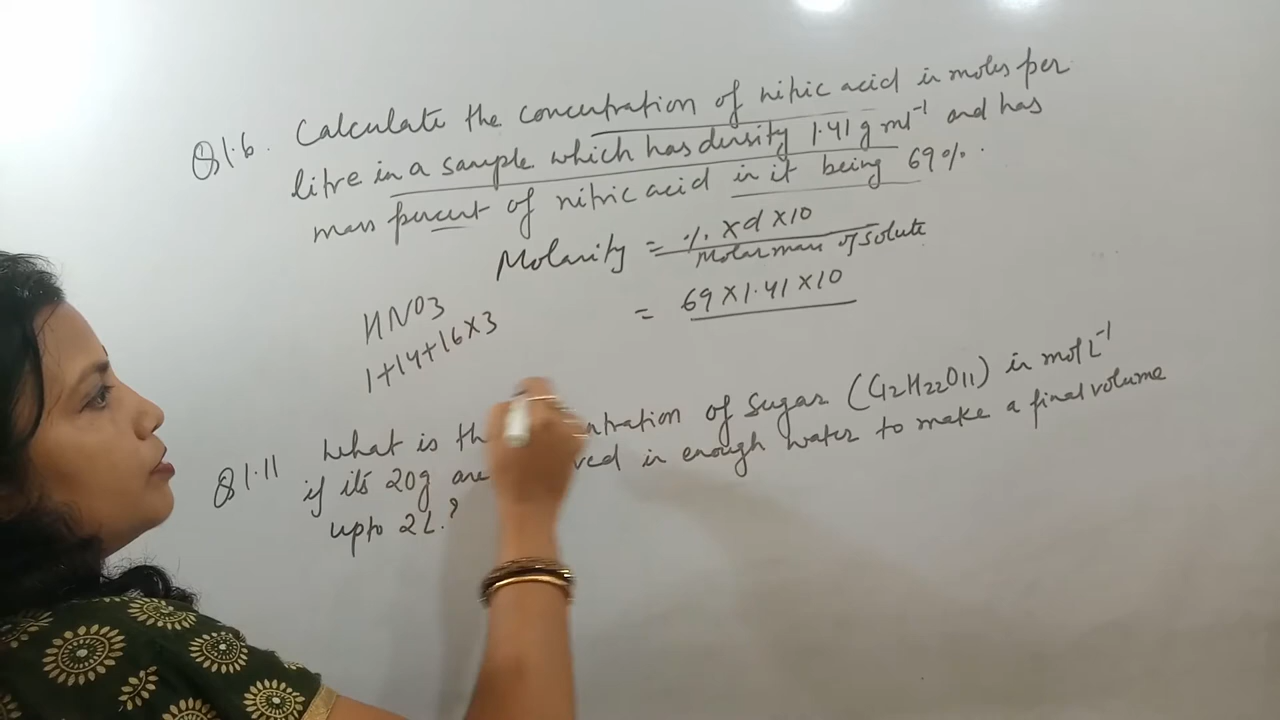 Q1.6. Calculate the concentration of nitric acid in moles per
litre in a sample which has density 1.41 g ml⁻¹ and has
mass percent of nitric acid in it being 69%.
Molarity = % X d X 10
Molar mass of solute
HNO3
= 69 X 1.41 X 10
1+14+16X3
Q1.11 What is th ntration of sugar (C12H22O11) in mol L⁻¹
if its 20g are ved in enough water to make a final volume
upto 2L.?